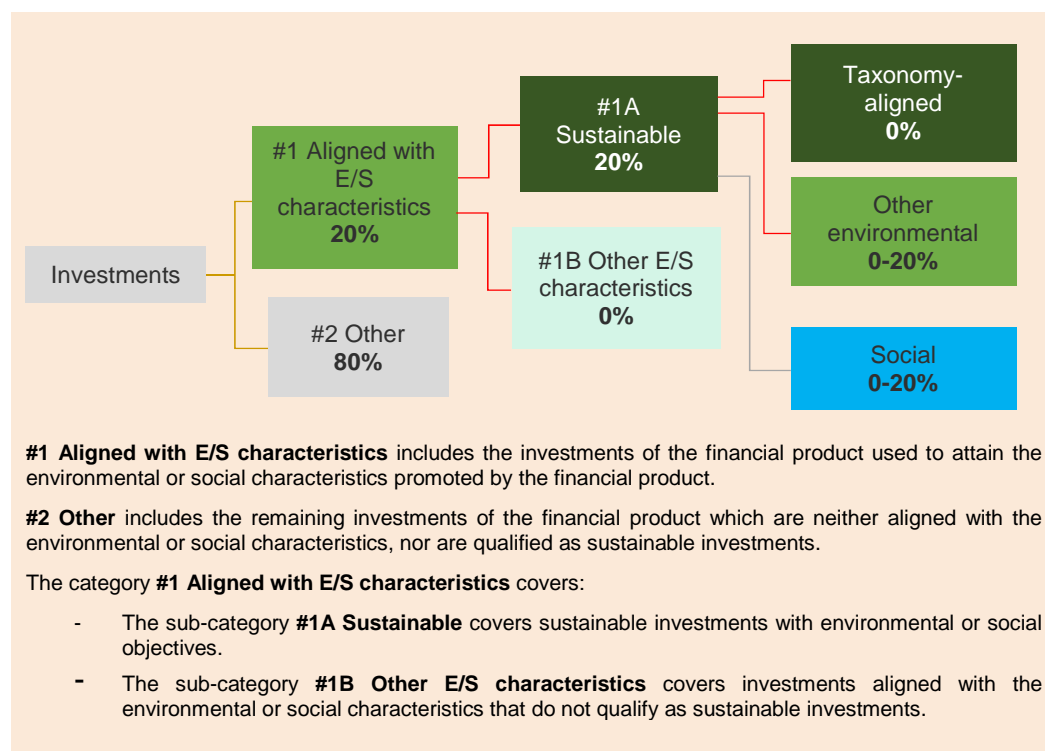 Investments
#1 Aligned with
E/S
characteristics
20%
#2 Other
80%
#1A
Sustainable
20%
#1B Other E/S
characteristics
0%
Taxonomy-
aligned
0%
Other
environmental
0-20%
Social
0-20%
#1 Aligned with E/S characteristics includes the investments of the financial product used to attain the
environmental or social characteristics promoted by the financial product.
#2 Other includes the remaining investments of the financial product which are neither aligned with the
environmental or social characteristics, nor are qualified as sustainable investments.
The category #1 Aligned with E/S characteristics covers:
- The sub-category #1A Sustainable covers sustainable investments with environmental or social
objectives.
- The sub-category #1B Other E/S characteristics covers investments aligned with the
environmental or social characteristics that do not qualify as sustainable investments.